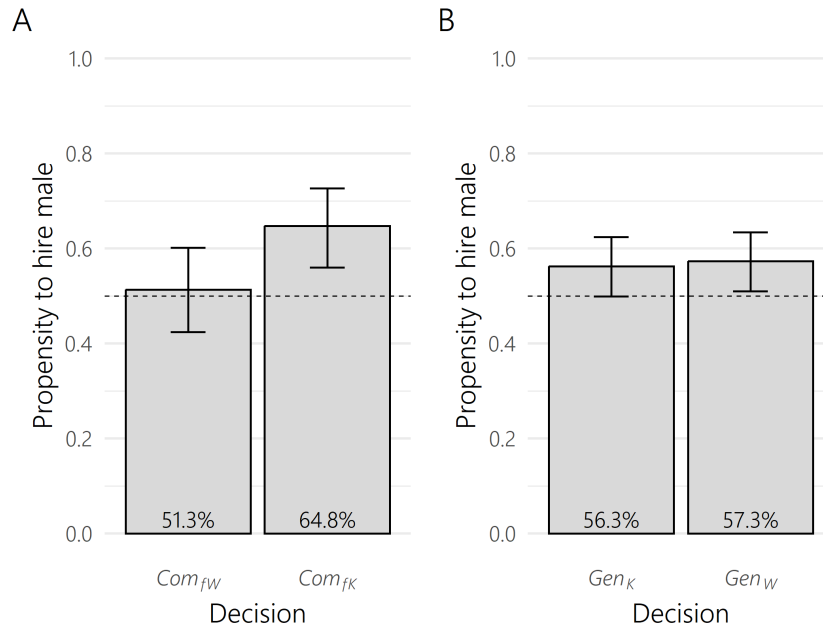 A
Propensity to hire male
1.0
0.8
0.6
0.4
0.2
0.0
51.3% 64.8%
Com_fW Com_fK
Decision
B
Propensity to hire male
1.0
0.8
0.6
0.4
0.2
0.0
56.3% 57.3%
Gen_K Gen_W
Decision